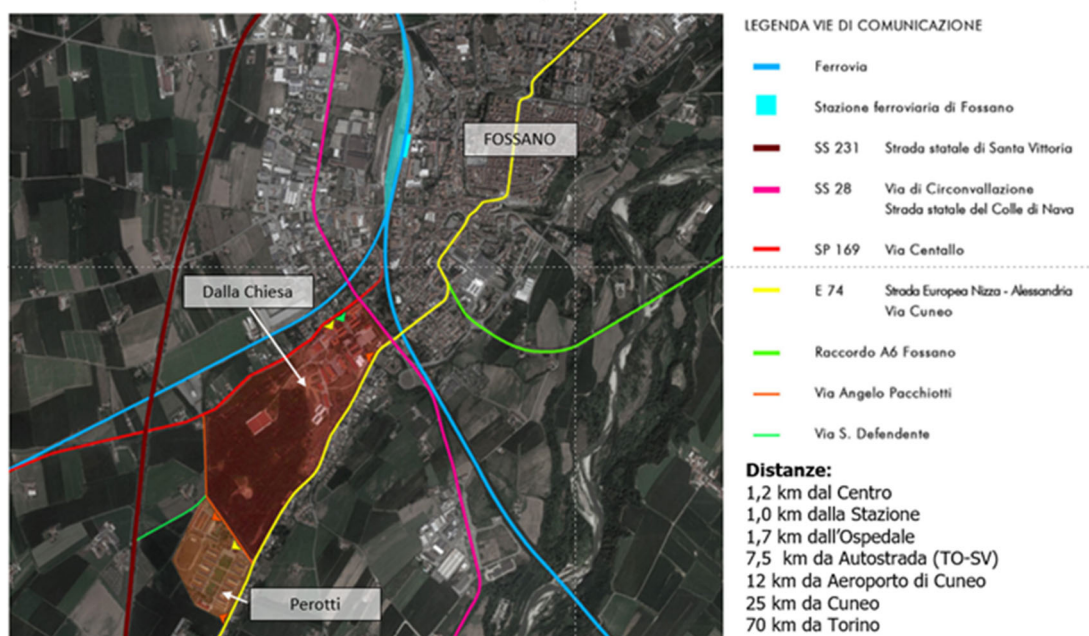 FOSSANO
Dalla Chiesa
Perotti
LEGENDA VIE DI COMUNICAZIONE
Ferrovia
Stazione ferroviaria di Fossano
SS 231 Strada statale di Santa Vittoria
SS 28 Via di Circonvallazione
Strada statale del Colle di Nava
SP 169 Via Centallo
E 74 Strada Europea Nizza - Alessandria
Via Cuneo
Raccordo A6 Fossano
Via Angelo Pacchiotti
Via S. Defendente
Distanze:
1,2 km dal Centro
1,0 km dalla Stazione
1,7 km dall'Ospedale
7,5 km da Autostrada (TO-SV)
12 km da Aeroporto di Cuneo
25 km da Cuneo
70 km da Torino